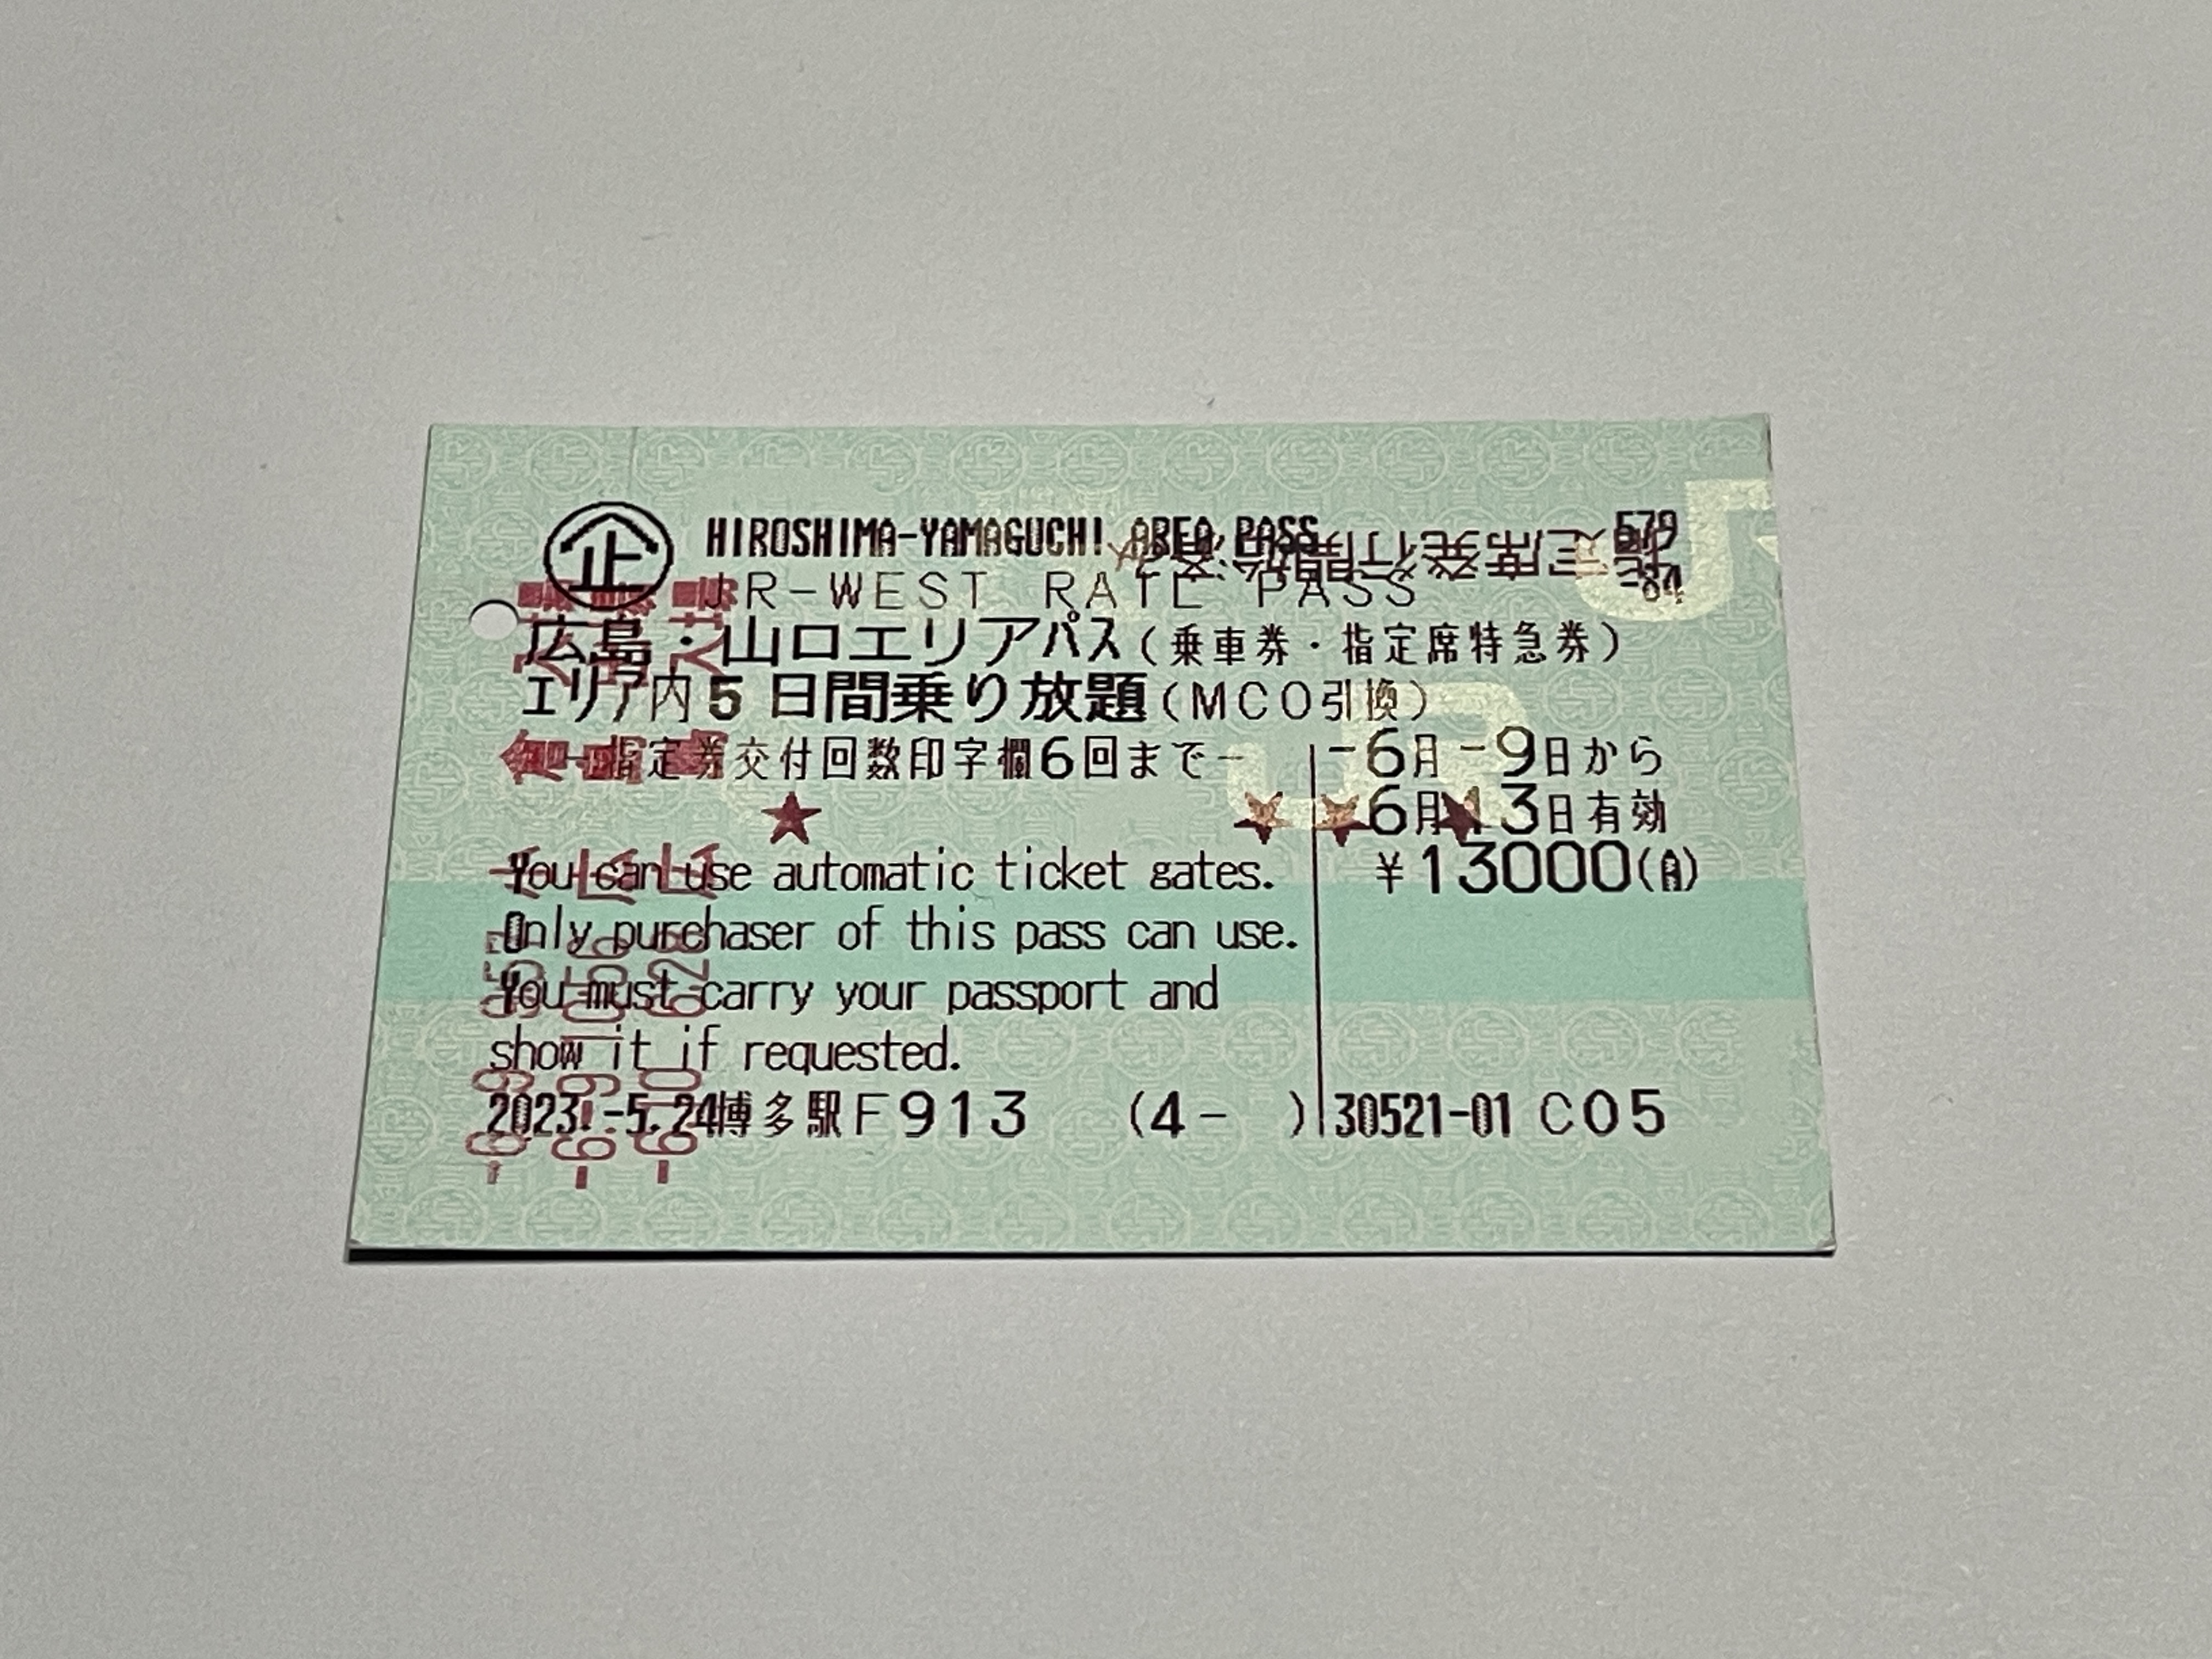 企 HIROSHIMA-YAMAGUCHI AREA PASS 579
JR-WEST RAIL PASS -04
広島・山口エリアパス(乗車券・指定席特急券)
エリア内5日間乗り放題(MCO引換)
-指定券交付回数印字欄6回まで- -6月-9日から
★ ★★ 6月13日有効 ★
You can use automatic ticket gates. ¥13000(A)
Only purchaser of this pass can use.
You must carry your passport and
show it if requested.
2023.-5.24博多駅F913 (4- ) 30521-01 C05
JR